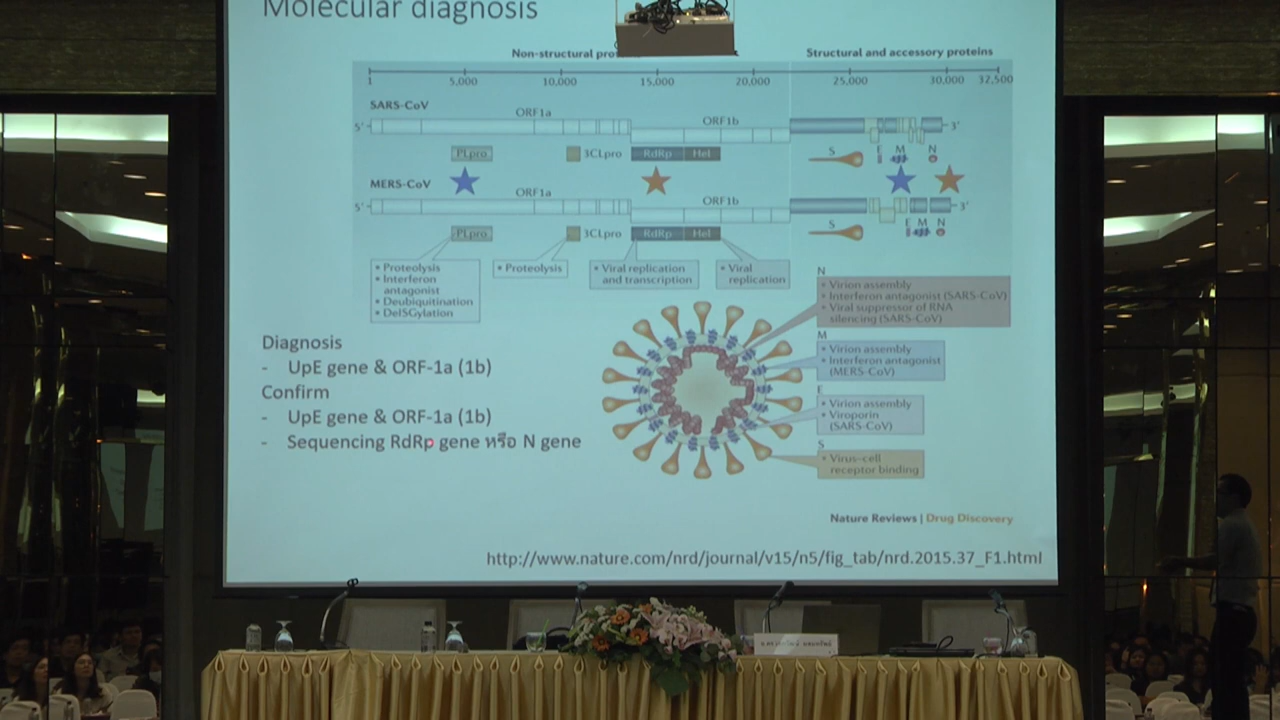 Molecular diagnosis
Non-structural
Structural and accessory proteins
1 5,000 10,000 15,000 20,000 25,000 30,000 32,500
SARS-CoV
ORF1a
ORF1b
5′
3′
PLpro
3CLpro
RdRp
Hel
S
E
M
N
MERS-CoV
ORF1a
ORF1b
5′
3′
PLpro
3CLpro
RdRp
Hel
S
E
M
N
• Proteolysis
• Interferon
antagonist
• Deubiquitination
• DeISGylation
• Proteolysis
• Viral replication
and transcription
• Viral
replication
N
• Virion assembly
• Interferon antagonist (SARS-CoV)
• Viral suppressor of RNA
silencing (SARS-CoV)
M
• Virion assembly
• Interferon antagonist
(MERS-CoV)
E
• Virion assembly
• Viroporin
(SARS-CoV)
S
• Virus–cell
receptor binding
Diagnosis
- UpE gene & ORF-1a (1b)
Confirm
- UpE gene & ORF-1a (1b)
- Sequencing RdRp gene หรือ N gene
Nature Reviews | Drug Discovery
http://www.nature.com/nrd/journal/v15/n5/fig_tab/nrd.2015.37_F1.html